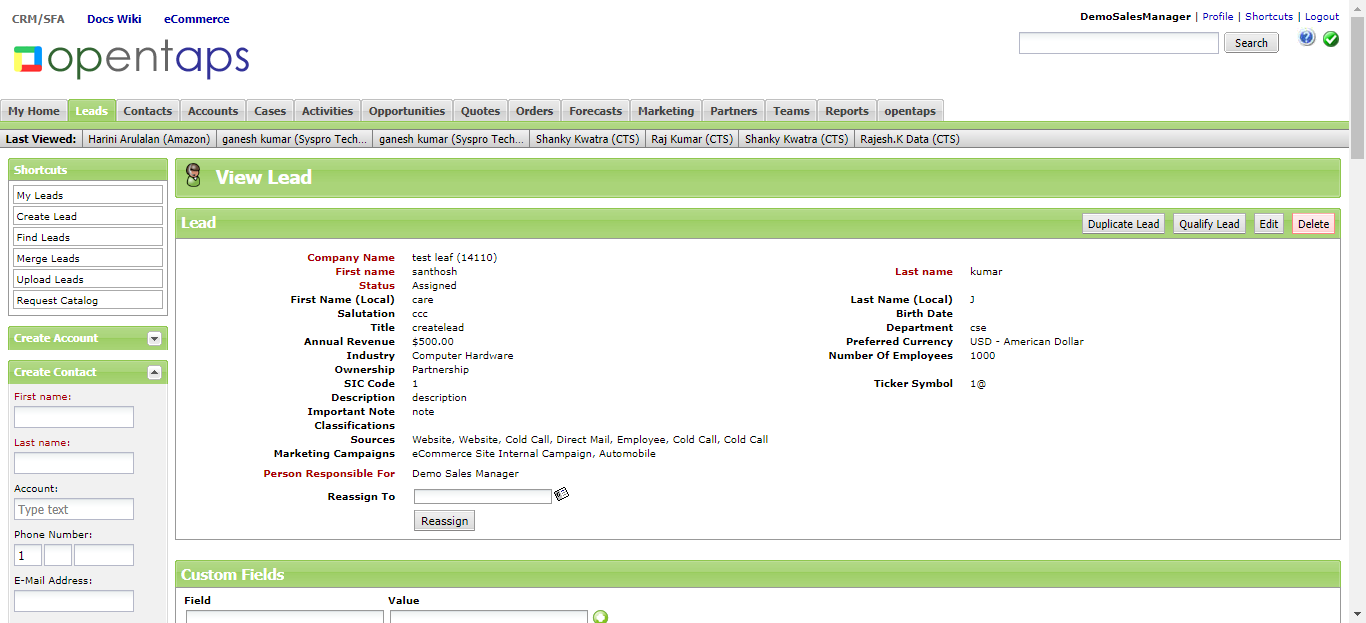 CRM/SFA Docs Wiki eCommerce
DemoSalesManager | Profile | Shortcuts | Logout
opentaps
Search
My Home Leads Contacts Accounts Cases Activities Opportunities Quotes Orders Forecasts Marketing Partners Teams Reports opentaps
Last Viewed: Harini Arulalan (Amazon) ganesh kumar (Syspro Tech... ganesh kumar (Syspro Tech... Shanky Kwatra (CTS) Raj Kumar (CTS) Shanky Kwatra (CTS) Rajesh.K Data (CTS)
Shortcuts
My Leads
Create Lead
Find Leads
Merge Leads
Upload Leads
Request Catalog
Create Account
Create Contact
First name:
Last name:
Account:
Type text
Phone Number:
1
E-Mail Address:
View Lead
Lead Duplicate Lead Qualify Lead Edit Delete
Company Name test leaf (14110)
First name santhosh Last name kumar
Status Assigned
First Name (Local) care Last Name (Local) J
Salutation ccc Birth Date
Title createlead Department cse
Annual Revenue $500.00 Preferred Currency USD - American Dollar
Industry Computer Hardware Number Of Employees 1000
Ownership Partnership
SIC Code 1 Ticker Symbol 1@
Description description
Important Note note
Classifications
Sources Website, Website, Cold Call, Direct Mail, Employee, Cold Call, Cold Call
Marketing Campaigns eCommerce Site Internal Campaign, Automobile
Person Responsible For Demo Sales Manager
Reassign To
Reassign
Custom Fields
Field Value